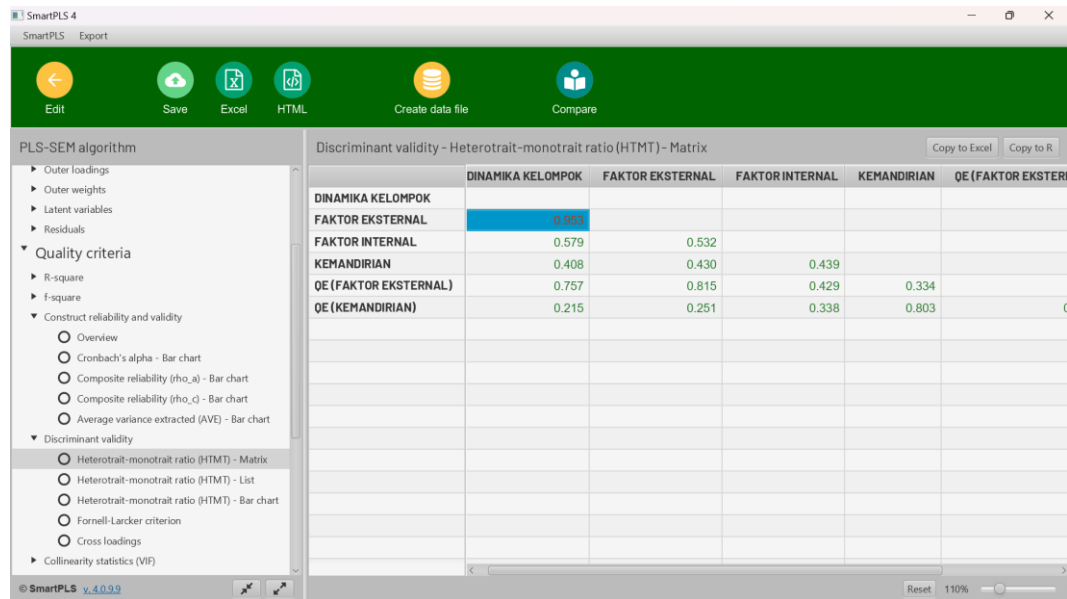 SmartPLS 4
SmartPLS Export
Edit Save Excel HTML Create data file Compare
PLS-SEM algorithm
Outer loadings
Outer weights
Latent variables
Residuals
Quality criteria
R-square
f-square
Construct reliability and validity
Overview
Cronbach's alpha - Bar chart
Composite reliability (rho_a) - Bar chart
Composite reliability (rho_c) - Bar chart
Average variance extracted (AVE) - Bar chart
Discriminant validity
Heterotrait-monotrait ratio (HTMT) - Matrix
Heterotrait-monotrait ratio (HTMT) - List
Heterotrait-monotrait ratio (HTMT) - Bar chart
Fornell-Larcker criterion
Cross loadings
Collinearity statistics (VIF)
© SmartPLS v. 4.0.9.9
Discriminant validity - Heterotrait-monotrait ratio (HTMT) - Matrix Copy to Excel Copy to R
DINAMIKA KELOMPOK FAKTOR EKSTERNAL FAKTOR INTERNAL KEMANDIRIAN QE (FAKTOR EKSTER
DINAMIKA KELOMPOK
FAKTOR EKSTERNAL 0.953
FAKTOR INTERNAL 0.579 0.532
KEMANDIRIAN 0.408 0.430 0.439
QE (FAKTOR EKSTERNAL) 0.757 0.815 0.429 0.334
QE (KEMANDIRIAN) 0.215 0.251 0.338 0.803
Reset 110%